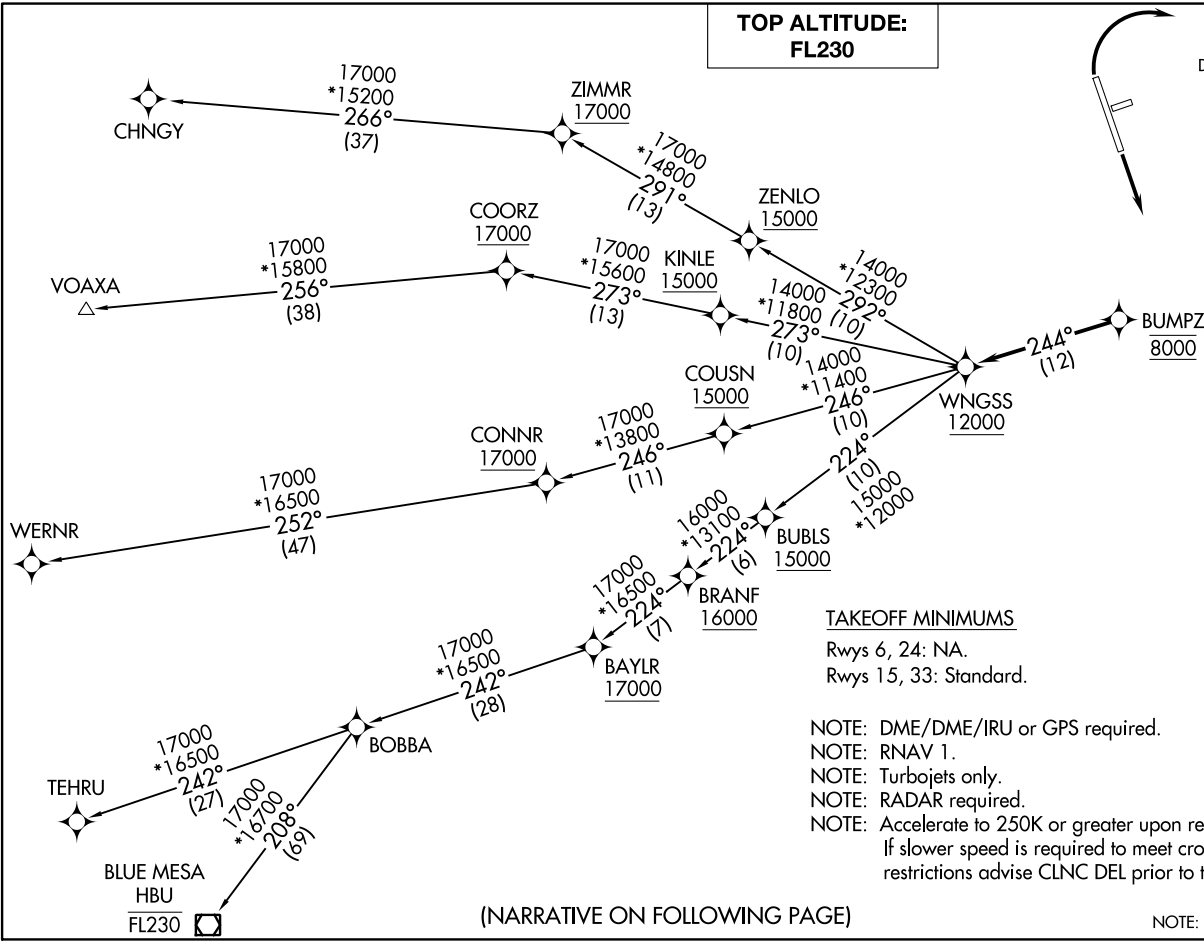 TOP ALTITUDE:
FL230
D
CHNGY
17000
*15200
266°
(37)
ZIMMR
17000
17000
*14800
291°
(13)
ZENLO
15000
14000
*12300
292°
(10)
VOAXA
17000
*15800
256°
(38)
COORZ
17000
17000
*15600
273°
(13)
KINLE
15000
14000
*11800
273°
(10)
BUMPZ
8000
244°
(12)
WNGSS
12000
14000
*11400
246°
(10)
COUSN
15000
17000
*13800
246°
(11)
CONNR
17000
17000
*16500
252°
(47)
WERNR
224°
(10)
15000
*12000
BUBLS
15000
16000
*13100
224°
(6)
BRANF
16000
17000
*16500
224°
(7)
BAYLR
17000
17000
*16500
242°
(28)
BOBBA
17000
*16500
242°
(27)
TEHRU
17000
*16700
208°
(69)
BLUE MESA
HBU
FL230
TAKEOFF MINIMUMS
Rwys 6, 24: NA.
Rwys 15, 33: Standard.
NOTE: DME/DME/IRU or GPS required.
NOTE: RNAV 1.
NOTE: Turbojets only.
NOTE: RADAR required.
NOTE: Accelerate to 250K or greater upon re
If slower speed is required to meet cro
restrictions advise CLNC DEL prior to t
(NARRATIVE ON FOLLOWING PAGE)
NOTE: